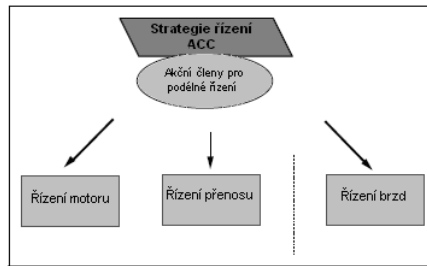 Strategie řízení
ACC
Akční členy pro
podélné řízení
Řízení motoru
Řízení přenosu
Řízení brzd